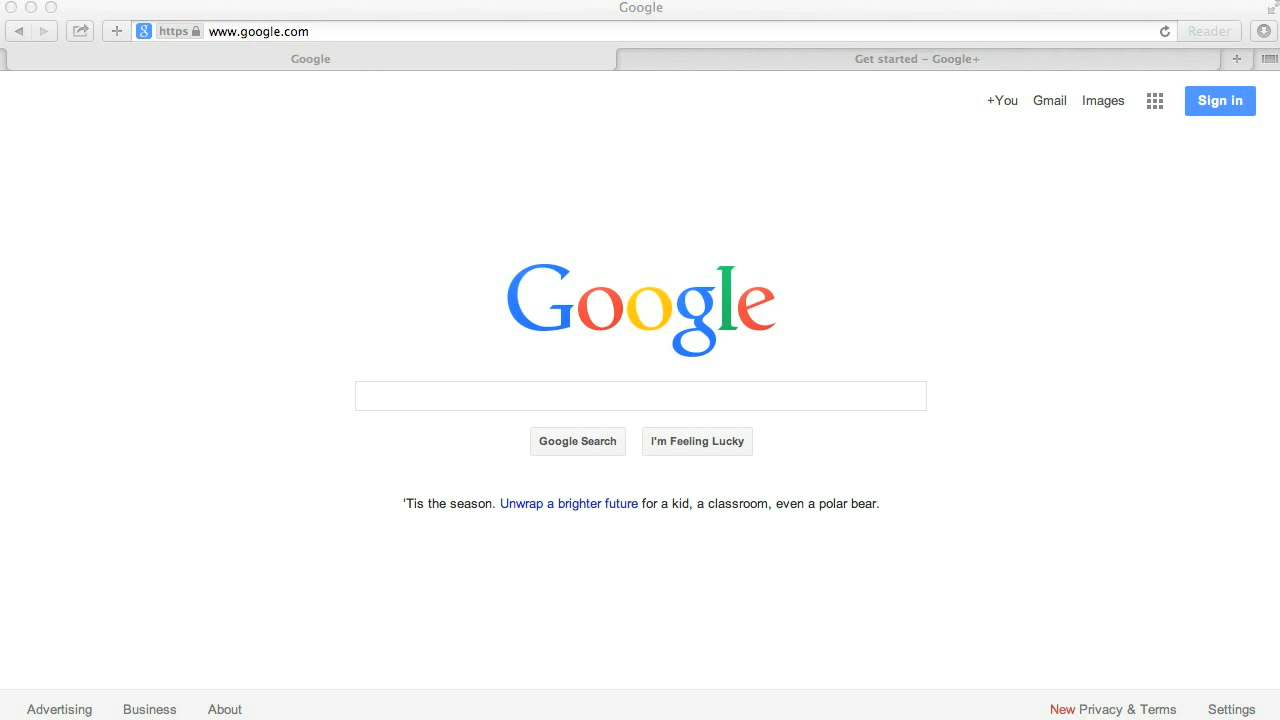 Google
https www.google.com Reader
Google Get started – Google+
+You Gmail Images Sign in
Google
Google Search I'm Feeling Lucky
'Tis the season. Unwrap a brighter future for a kid, a classroom, even a polar bear.
Advertising Business About New Privacy & Terms Settings